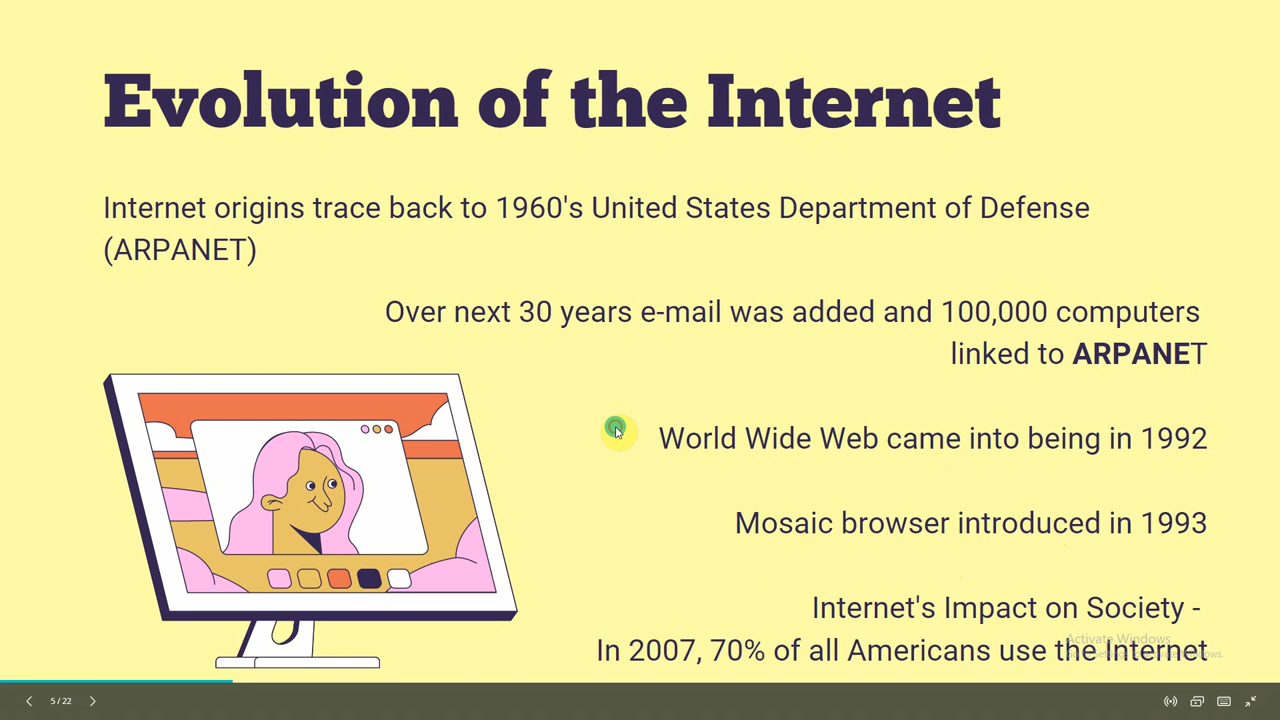 Evolution of the Internet
Internet origins trace back to 1960's United States Department of Defense
(ARPANET)
Over next 30 years e-mail was added and 100,000 computers
linked to ARPANET
World Wide Web came into being in 1992
Mosaic browser introduced in 1993
Internet's Impact on Society -
In 2007, 70% of all Americans use the Internet
Activate Windows
5 / 22